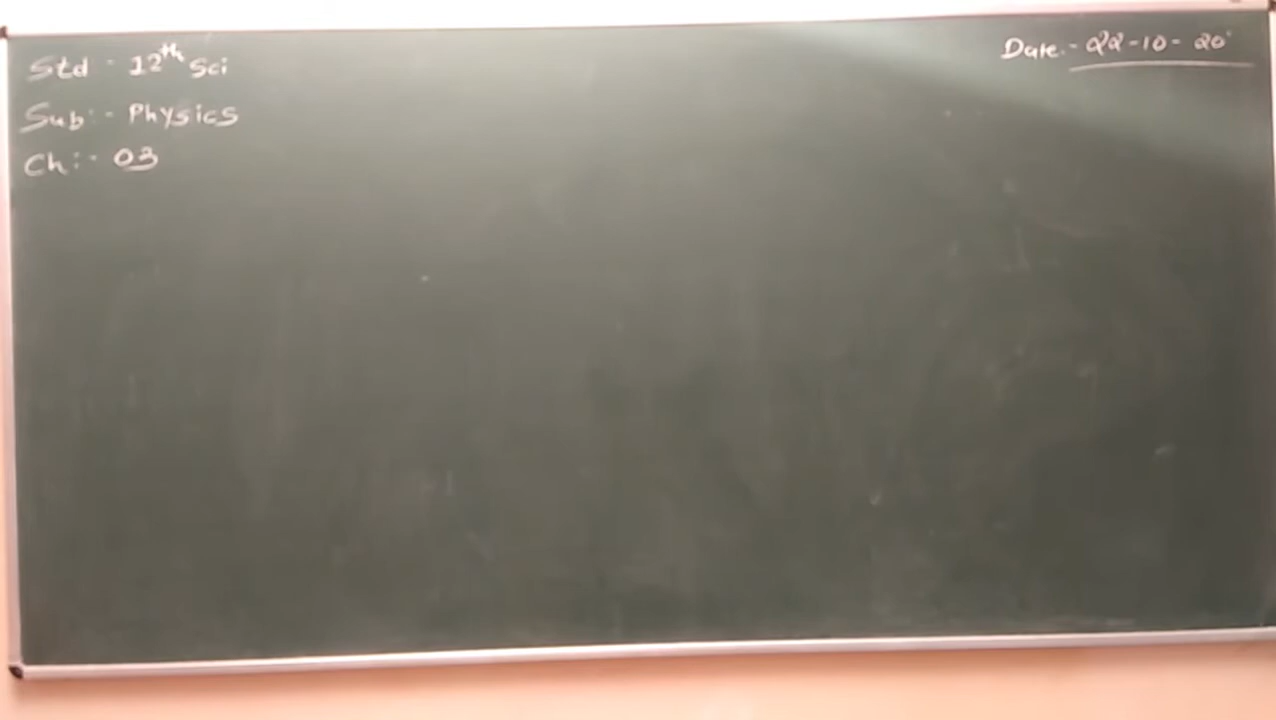 Std - 12th Sci
Date:- 22-10-20
Sub:- Physics
Ch:- 03